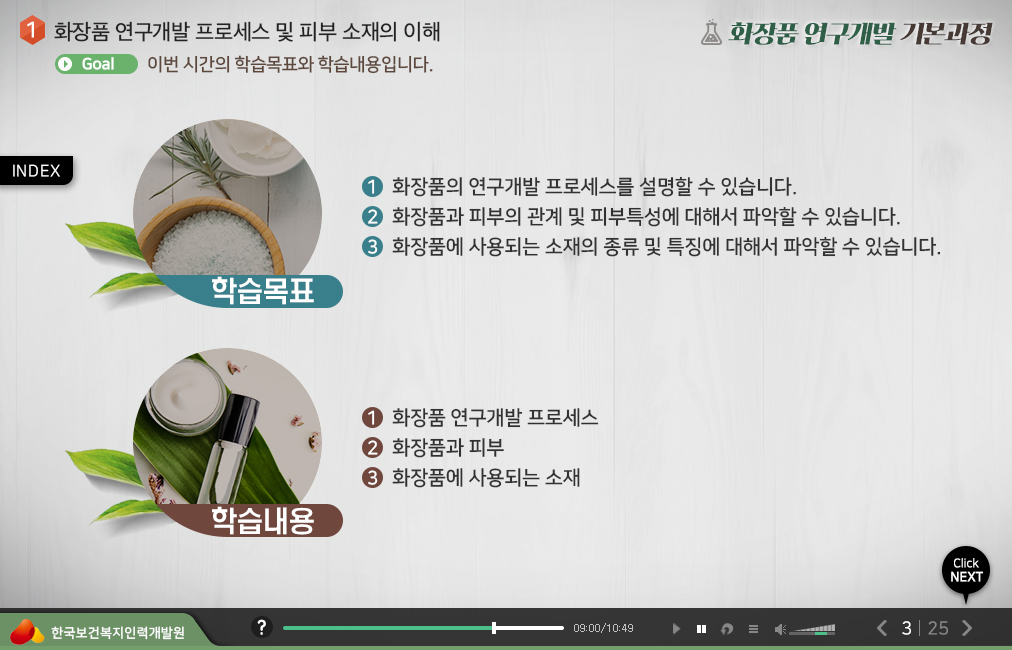 1 화장품 연구개발 프로세스 및 피부 소재의 이해
화장품 연구개발 기본과정
Goal 이번 시간의 학습목표와 학습내용입니다.
INDEX
1 화장품의 연구개발 프로세스를 설명할 수 있습니다.
2 화장품과 피부의 관계 및 피부특성에 대해서 파악할 수 있습니다.
3 화장품에 사용되는 소재의 종류 및 특징에 대해서 파악할 수 있습니다.
학습목표
1 화장품 연구개발 프로세스
2 화장품과 피부
3 화장품에 사용되는 소재
학습내용
Click
NEXT
한국보건복지인력개발원
? 09:00/10:49 3 | 25